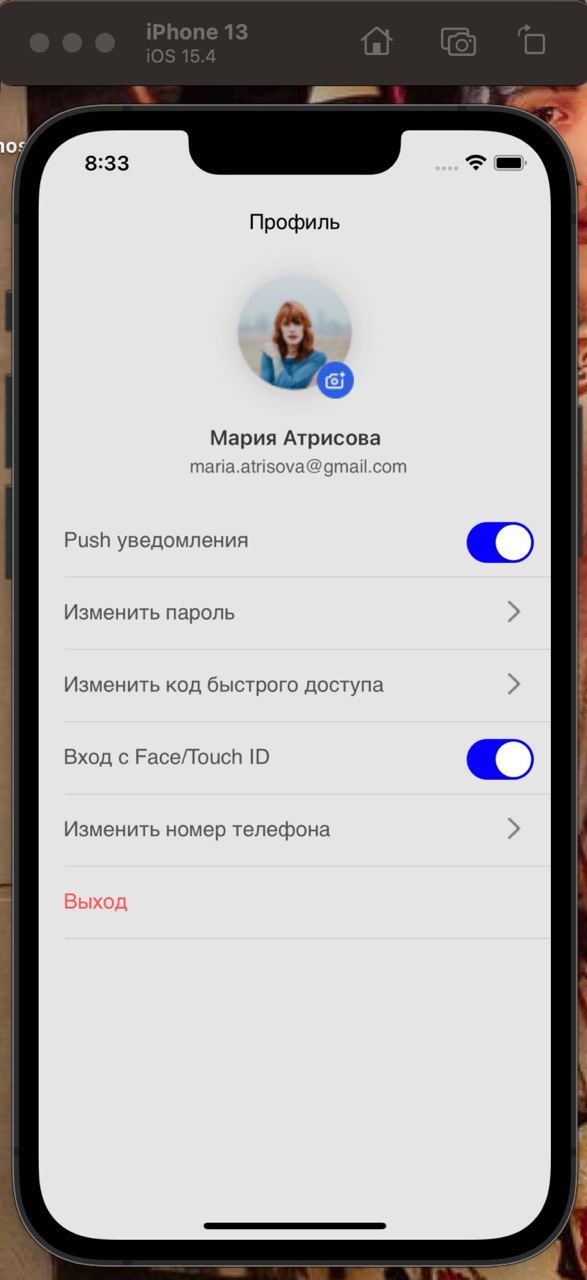 iPhone 13
iOS 15.4
8:33
Профиль
Мария Атрисова
maria.atrisova@gmail.com
Push уведомления
Изменить пароль
Изменить код быстрого доступа
Вход с Face/Touch ID
Изменить номер телефона
Выход